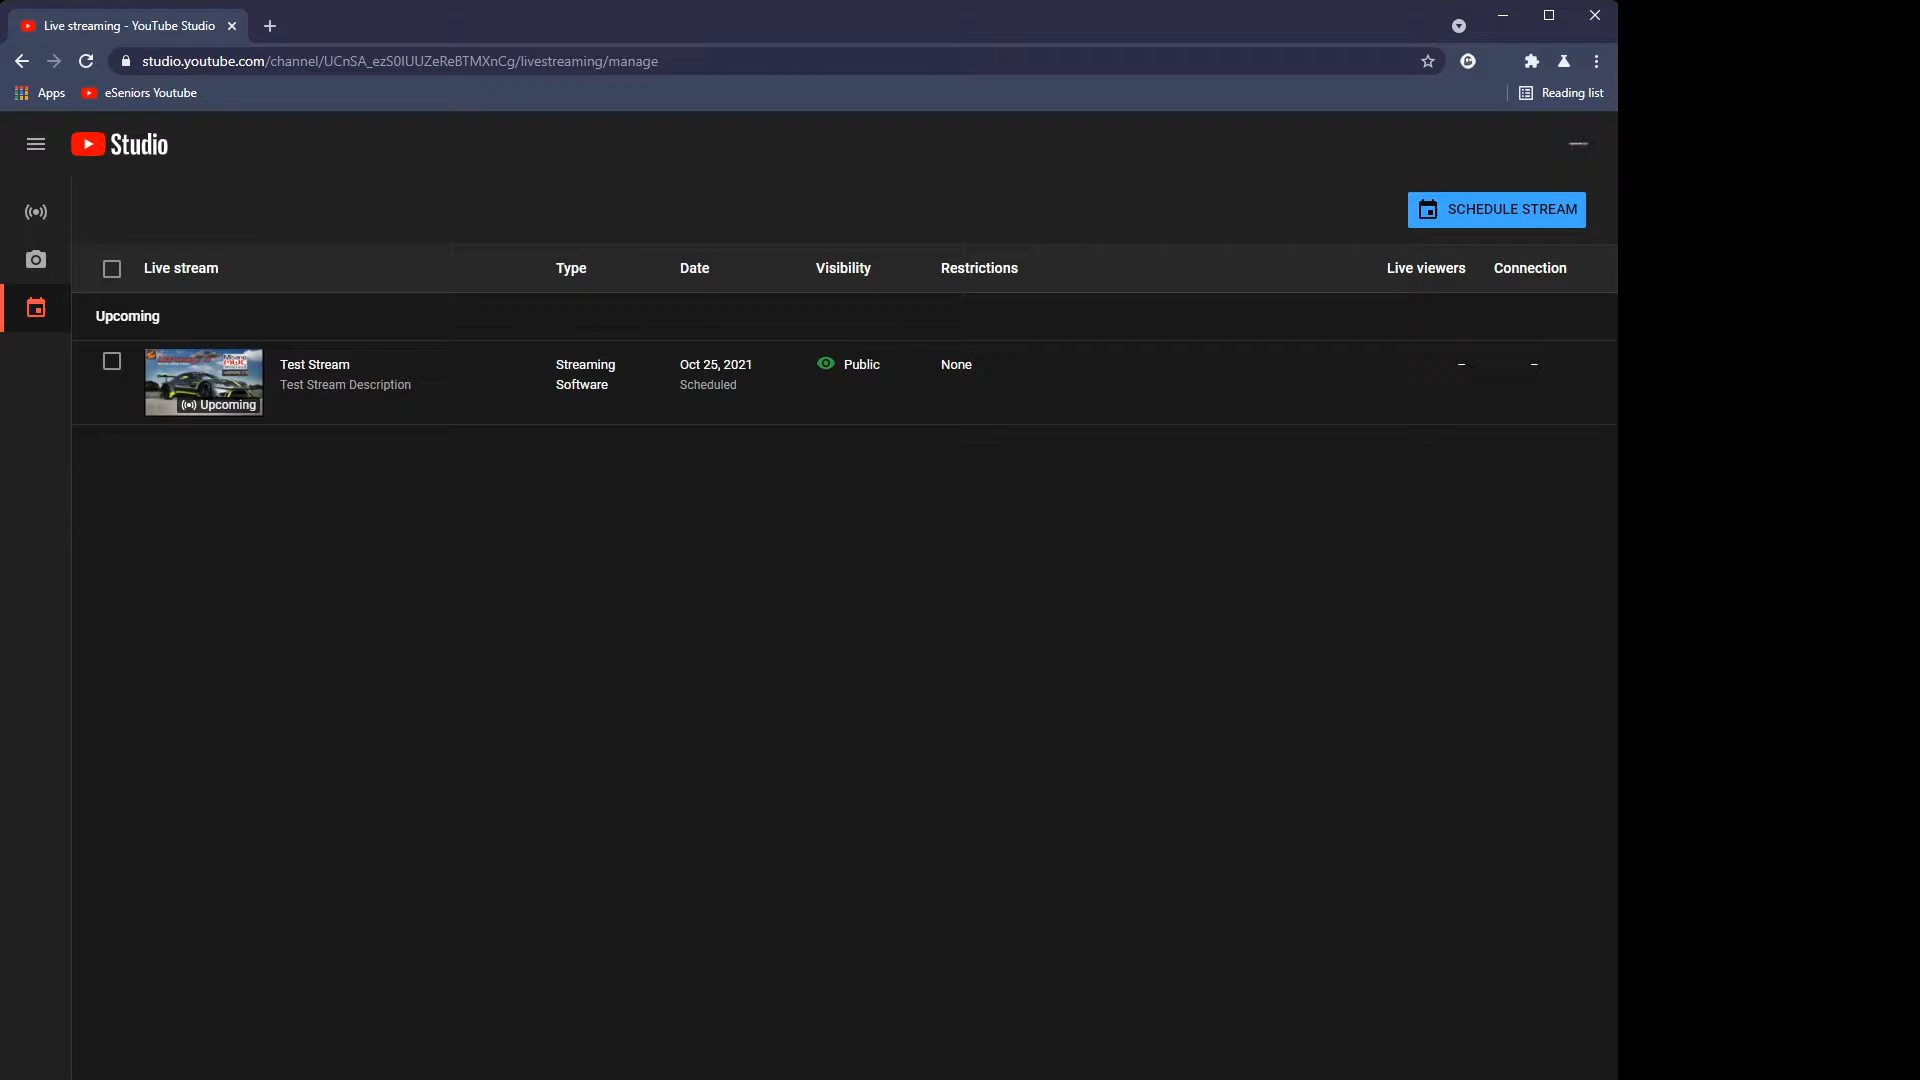 Live streaming - YouTube Studio
studio.youtube.com/channel/UCnSA_ezS0IUUZeReBTMXnCg/livestreaming/manage
Apps
eSeniors Youtube
Reading list
Studio
SCHEDULE STREAM
Live stream Type Date Visibility Restrictions Live viewers Connection
Upcoming
Test Stream Streaming Oct 25, 2021 Public None – –
Test Stream Description Software Scheduled
Upcoming